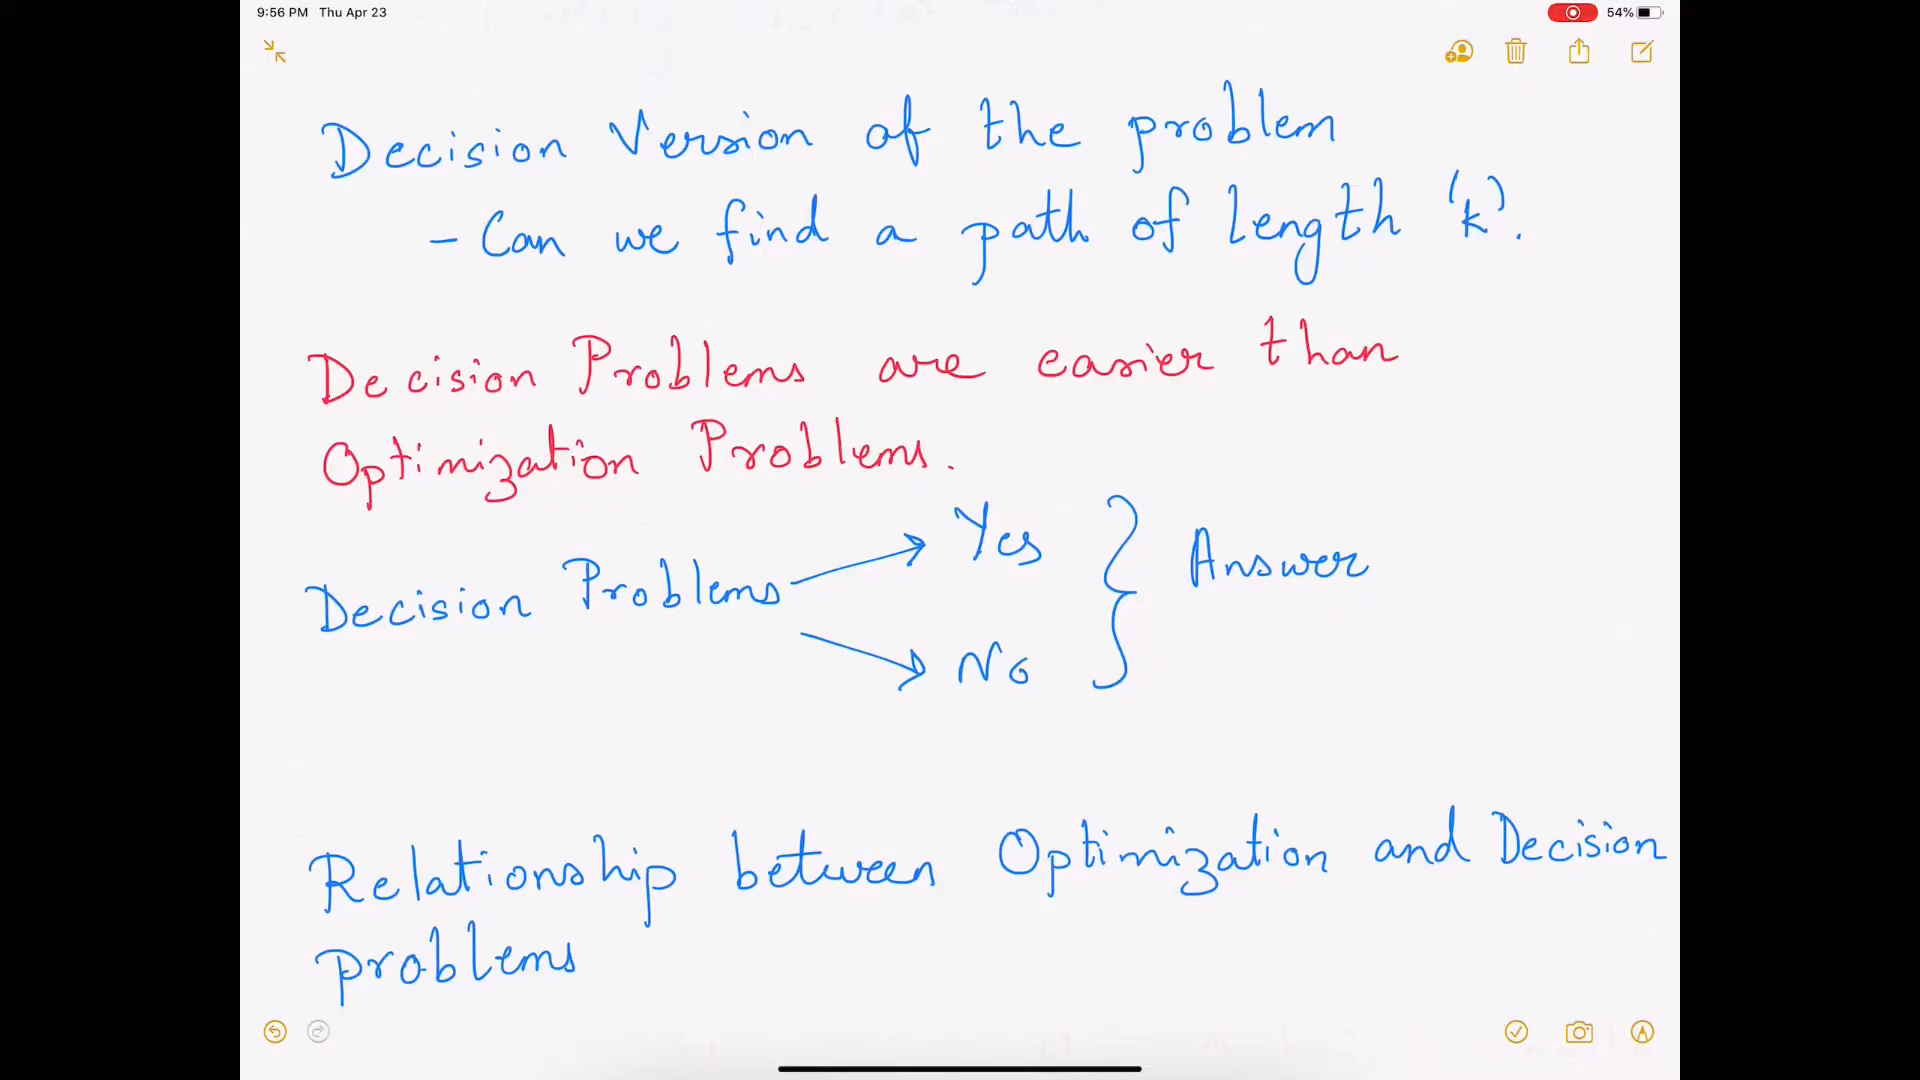 9:56 PM Thu Apr 23
54%
Decision Version of the problem
- Can we find a path of length 'k'.
Decision Problems are easier than
Optimization Problems.
Yes
Decision Problems
Answer
No
Relationship between Optimization and Decision
problems